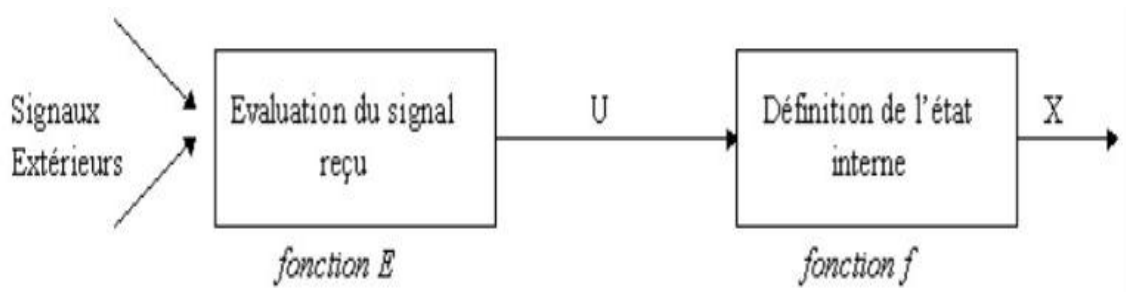 Signaux
Extérieurs
Evaluation du signal
reçu
fonction E
U
Définition de l'état
interne
fonction f
X